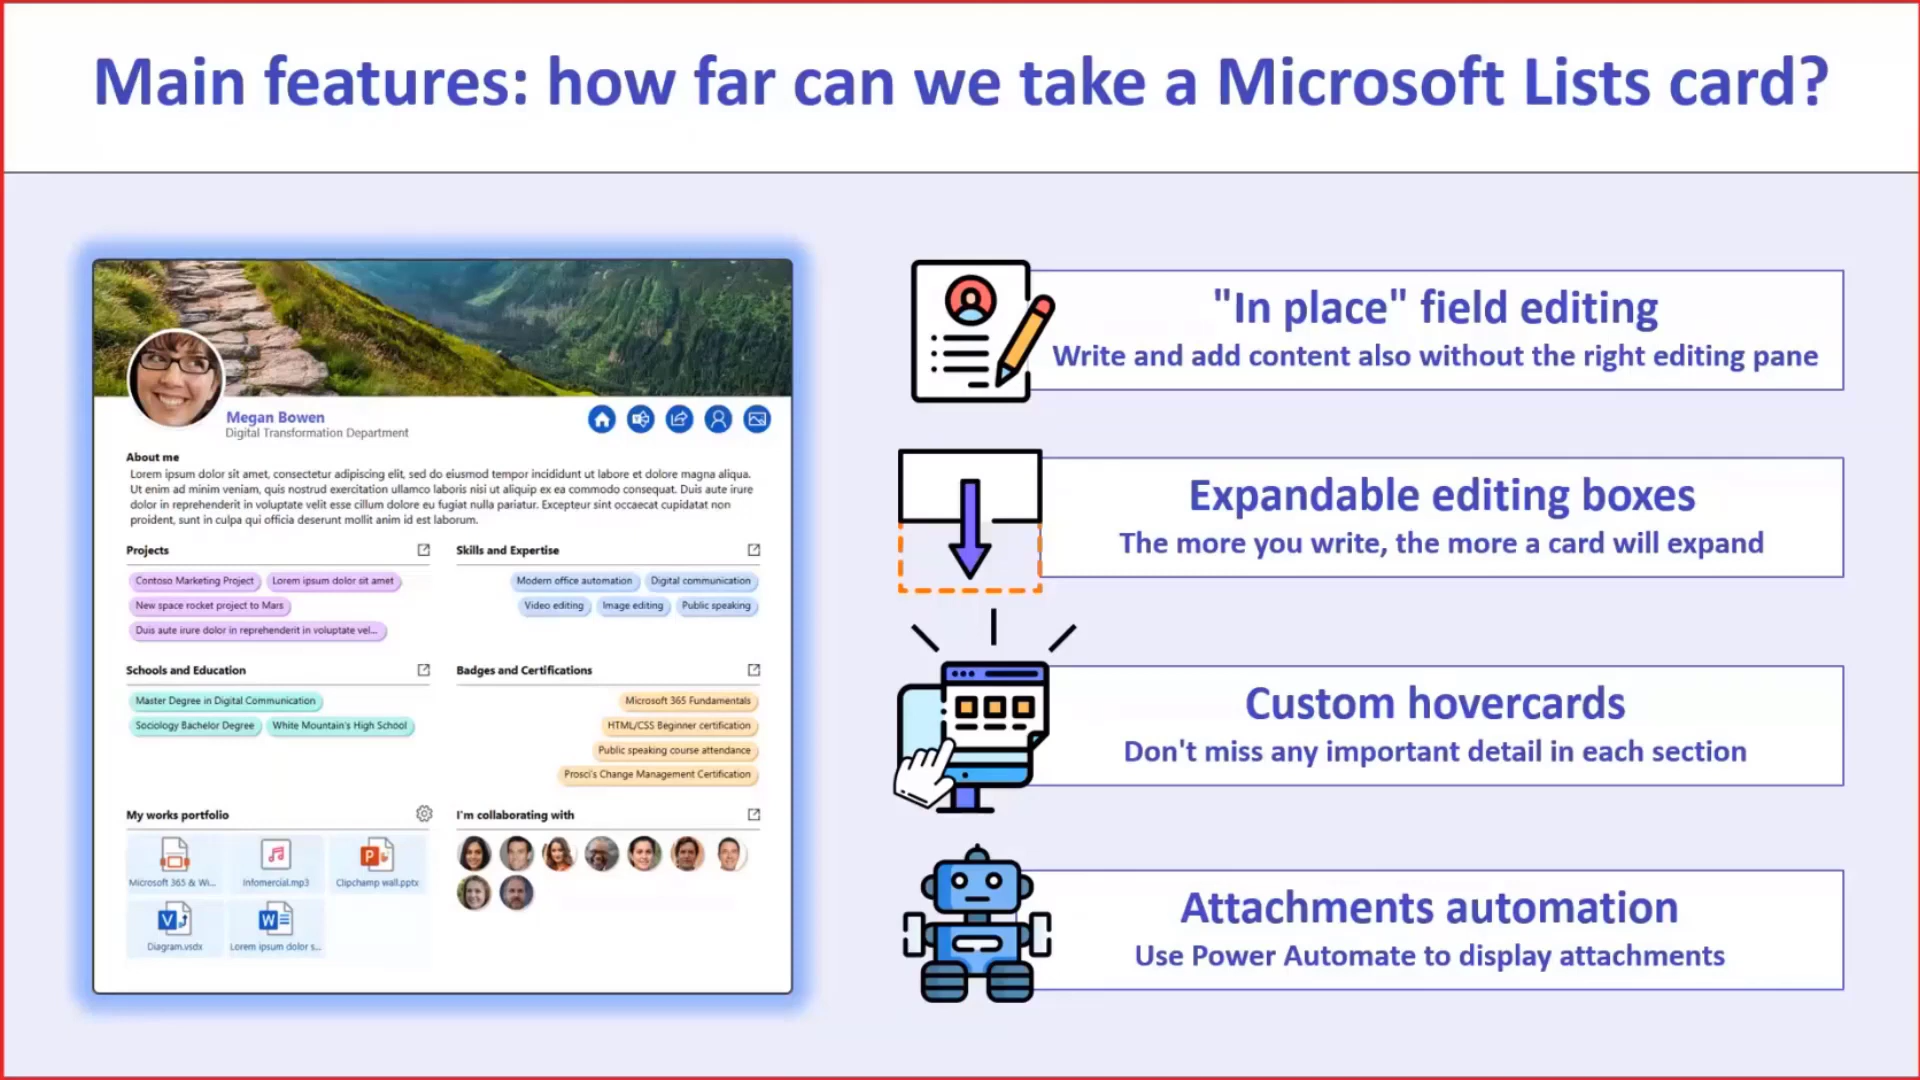 Main features: how far can we take a Microsoft Lists card?
Megan Bowen
Digital Transformation Department
About me
Lorem ipsum dolor sit amet, consectetur adipiscing elit, sed do eiusmod tempor incididunt ut labore et dolore magna aliqua.
Ut enim ad minim veniam, quis nostrud exercitation ullamco laboris nisi ut aliquip ex ea commodo consequat. Duis aute irure
dolor in reprehenderit in voluptate velit esse cillum dolore eu fugiat nulla pariatur. Excepteur sint occaecat cupidatat non
proident, sunt in culpa qui officia deserunt mollit anim id est laborum.
Projects
Contoso Marketing Project
Lorem ipsum dolor sit amet
New space rocket project to Mars
Duis aute irure dolor in reprehenderit in voluptate vel...
Skills and Expertise
Modern office automation
Digital communication
Video editing
Image editing
Public speaking
Schools and Education
Master Degree in Digital Communication
Sociology Bachelor Degree
White Mountain's High School
Badges and Certifications
Microsoft 365 Fundamentals
HTML/CSS Beginner certification
Public speaking course attendance
Prosci's Change Management Certification
My works portfolio
Microsoft 365 & Wi...
Infomercial.mp3
P
Clipchamp wall.pptx
V
Diagram.vsdx
W
Lorem ipsum dolor s...
I'm collaborating with
"In place" field editing
Write and add content also without the right editing pane
Expandable editing boxes
The more you write, the more a card will expand
Custom hovercards
Don't miss any important detail in each section
Attachments automation
Use Power Automate to display attachments